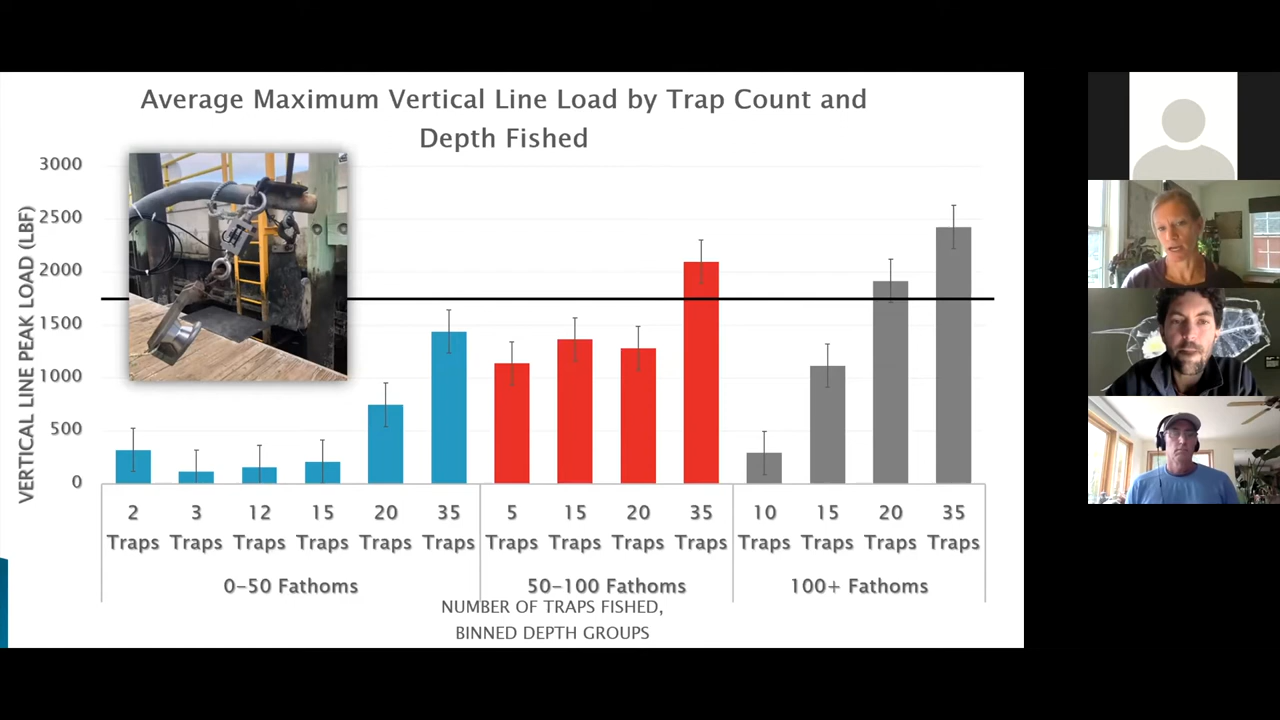 Average Maximum Vertical Line Load by Trap Count and
Depth Fished
VERTICAL LINE PEAK LOAD (LBF)
3000
2500
2000
1500
1000
500
0
2 3 12 15 20 35 5 15 20 35 10 15 20 35
Traps Traps Traps Traps Traps Traps Traps Traps Traps Traps Traps Traps Traps Traps
0-50 Fathoms 50-100 Fathoms 100+ Fathoms
NUMBER OF TRAPS FISHED,
BINNED DEPTH GROUPS